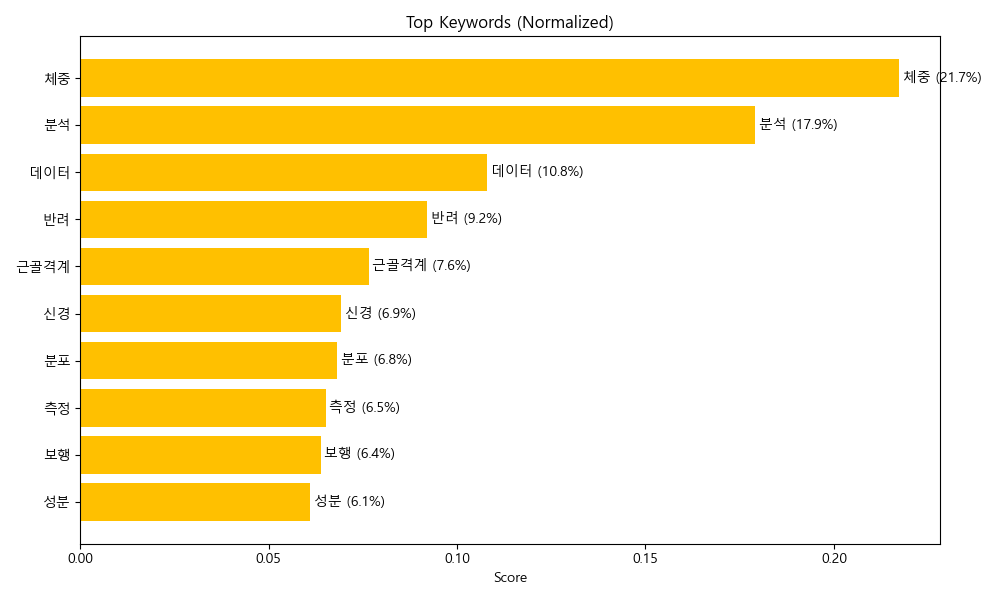 Top Keywords (Normalized)
체중 체중 (21.7%)
분석 분석 (17.9%)
데이터 데이터 (10.8%)
반려 반려 (9.2%)
근골격계 근골격계 (7.6%)
신경 신경 (6.9%)
분포 분포 (6.8%)
측정 측정 (6.5%)
보행 보행 (6.4%)
성분 성분 (6.1%)
0.00 0.05 0.10 0.15 0.20
Score